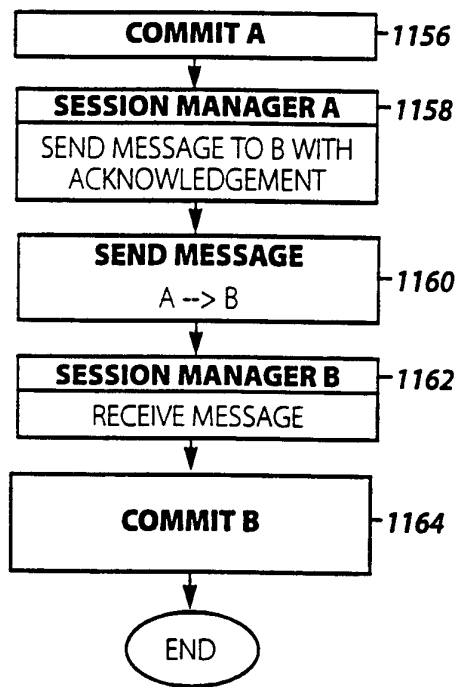 COMMIT A 1156
SESSION MANAGER A 1158
SEND MESSAGE TO B WITH
ACKNOWLEDGEMENT
SEND MESSAGE
A --> B 1160
SESSION MANAGER B 1162
RECEIVE MESSAGE
COMMIT B 1164
END